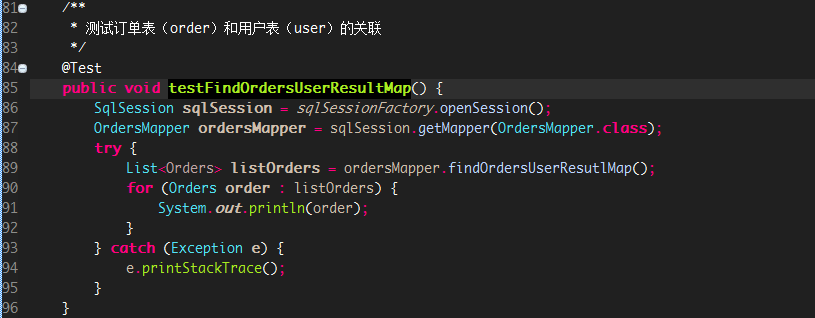 81 /**
82 * 测试订单表（order）和用户表（user）的关联
83 */
84 @Test
85 public void testFindOrdersUserResultMap() {
86 SqlSession sqlSession = sqlSessionFactory.openSession();
87 OrdersMapper ordersMapper = sqlSession.getMapper(OrdersMapper.class);
88 try {
89 List<Orders> listOrders = ordersMapper.findOrdersUserResutlMap();
90 for (Orders order : listOrders) {
91 System.out.println(order);
92 }
93 } catch (Exception e) {
94 e.printStackTrace();
95 }
96 }